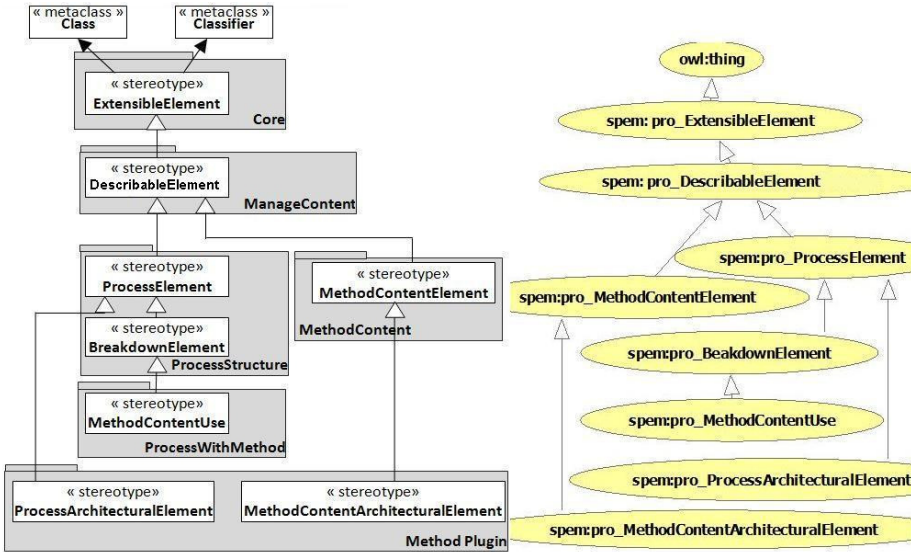 « metaclass»
Class
« metaclass»
Classifier
« stereotype»
ExtensibleElement
Core
« stereotype»
DescribableElement
ManageContent
« stereotype»
ProcessElement
« stereotype»
BreakdownElement
ProcessStructure
« stereotype»
MethodContentElement
MethodContent
« stereotype»
MethodContentUse
ProcessWithMethod
« stereotype»
ProcessArchitecturalElement
« stereotype»
MethodContentArchitecturalElement
Method Plugin
owl:thing
spem: pro_ExtensibleElement
spem: pro_DescribableElement
spem:pro_ProcessElement
spem:pro_MethodContentElement
spem:pro_BeakdownElement
spem:pro_MethodContentUse
spem:pro_ProcessArchitecturalElement
spem:pro_MethodContentArchitecturalElement